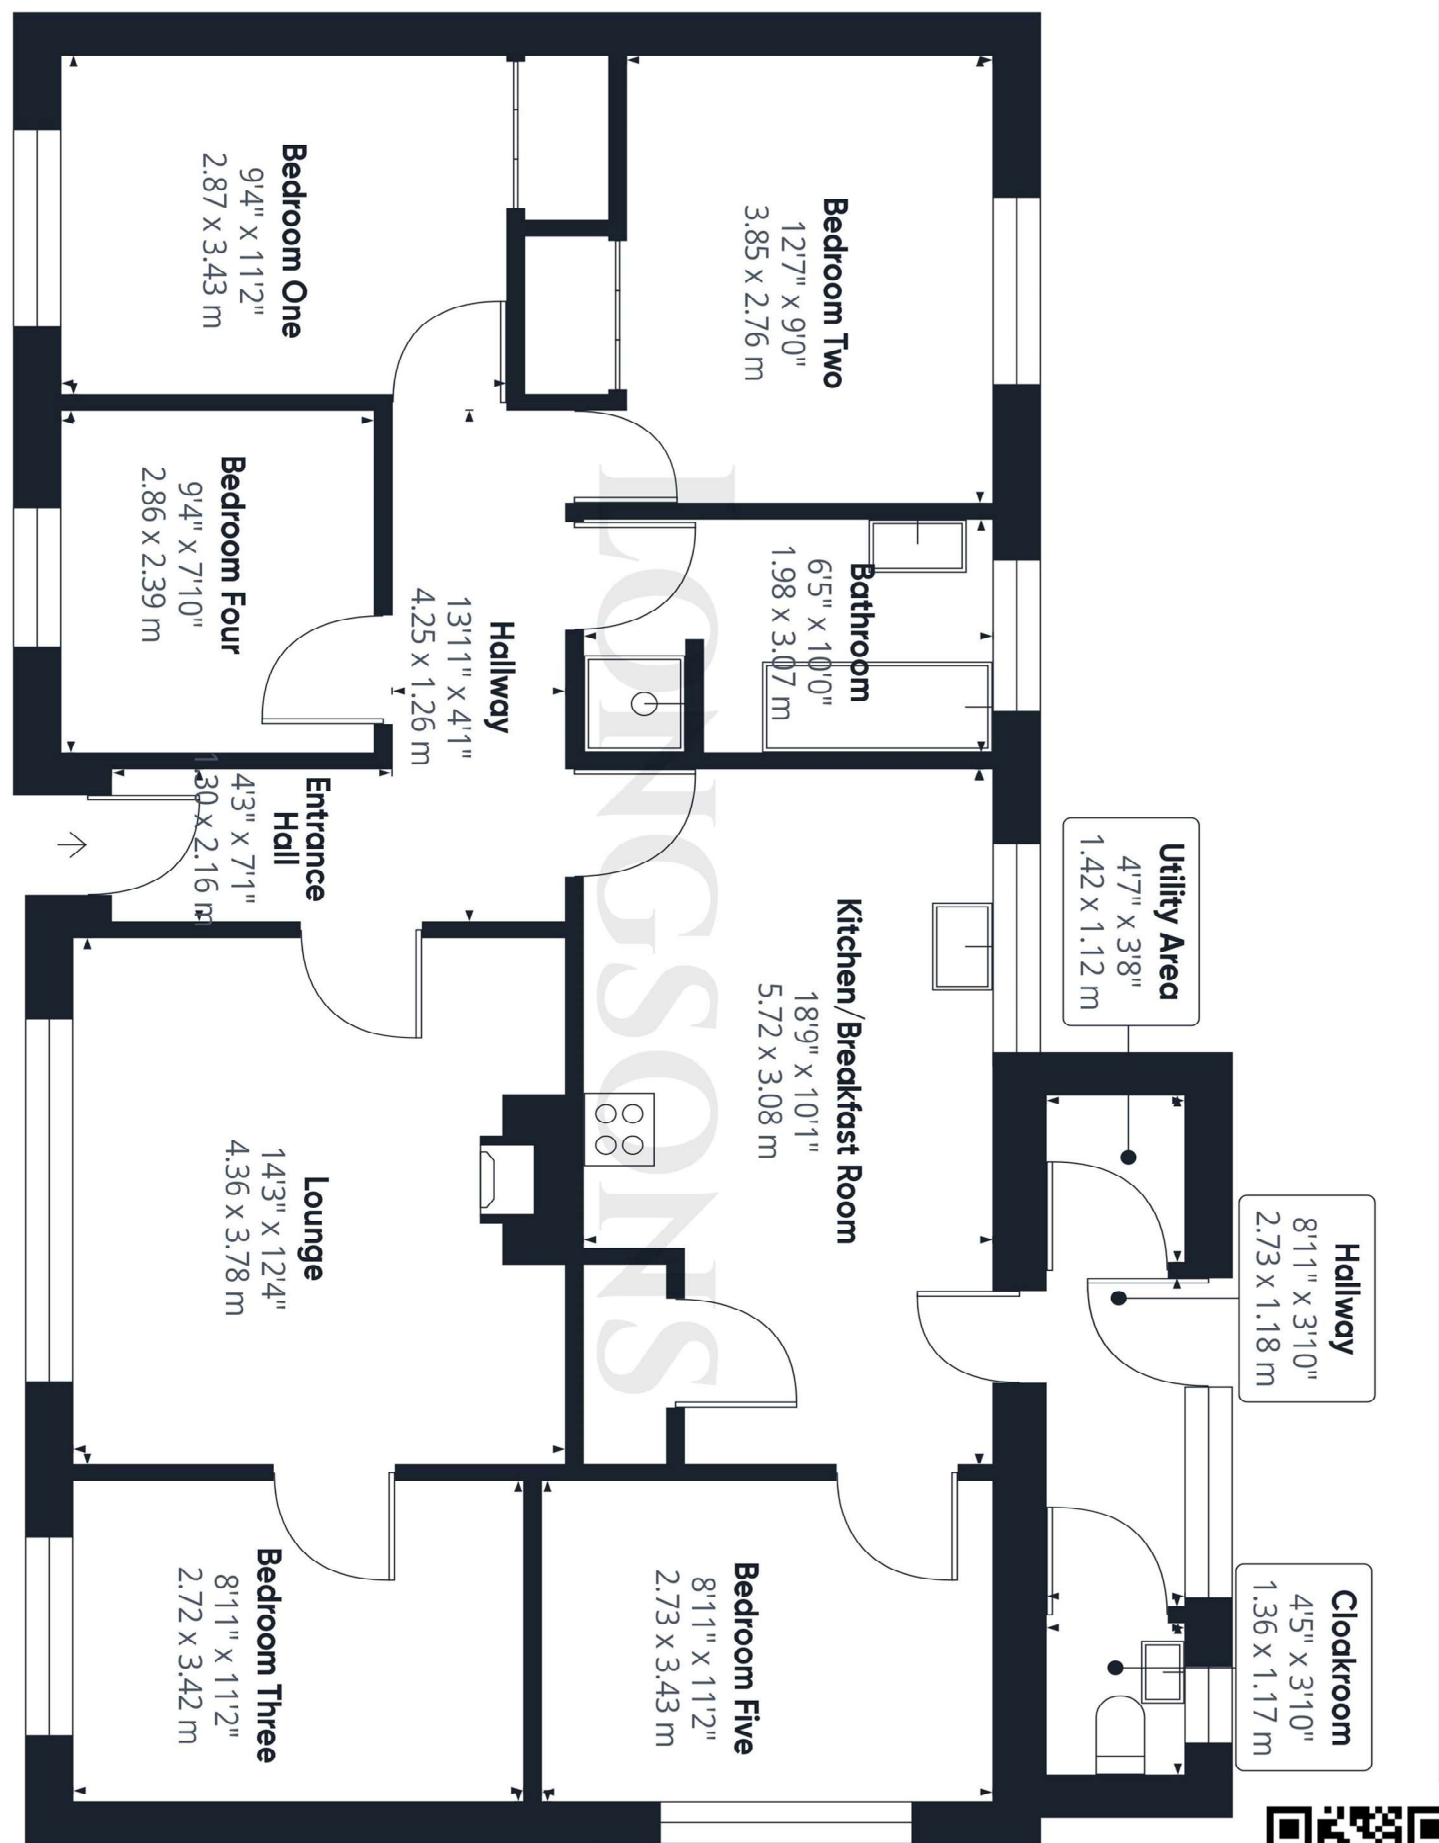 Utility Area
4'7" x 3'8"
1.42 x 1.12 m
Hallway
8'11" x 3'10"
2.73 x 1.18 m
Cloakroom
4'5" x 3'10"
1.36 x 1.17 m
Bedroom Two
12'7" x 9'0"
3.85 x 2.76 m
Bathroom
6'5" x 10'0"
1.98 x 3.07 m
Kitchen/Breakfast Room
18'9" x 10'1"
5.72 x 3.08 m
Bedroom Five
8'11" x 11'2"
2.73 x 3.43 m
LONGSONS
Hallway
13'11" x 4'1"
4.25 x 1.26 m
Bedroom One
9'4" x 11'2"
2.87 x 3.43 m
Bedroom Four
9'4" x 7'10"
2.86 x 2.39 m
Entrance
Hall
4'3" x 7'1"
1.30 x 2.16 m
Lounge
14'3" x 12'4"
4.36 x 3.78 m
Bedroom Three
8'11" x 11'2"
2.72 x 3.42 m